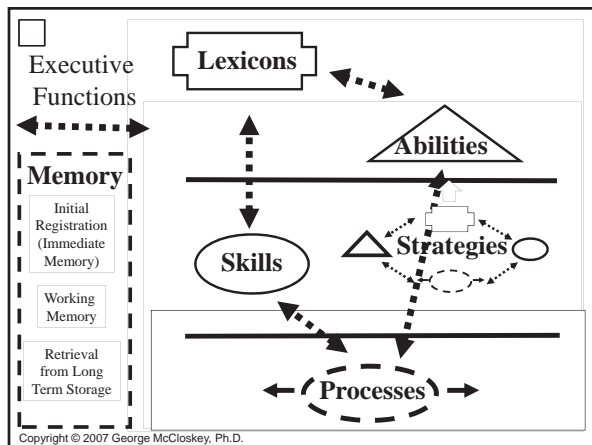 Executive
Functions
Lexicons
Abilities
Memory
Initial
Registration
(Immediate
Memory)
Working
Memory
Retrieval
from Long
Term Storage
Strategies
Skills
Processes
Copyright © 2007 George McCloskey, Ph.D.